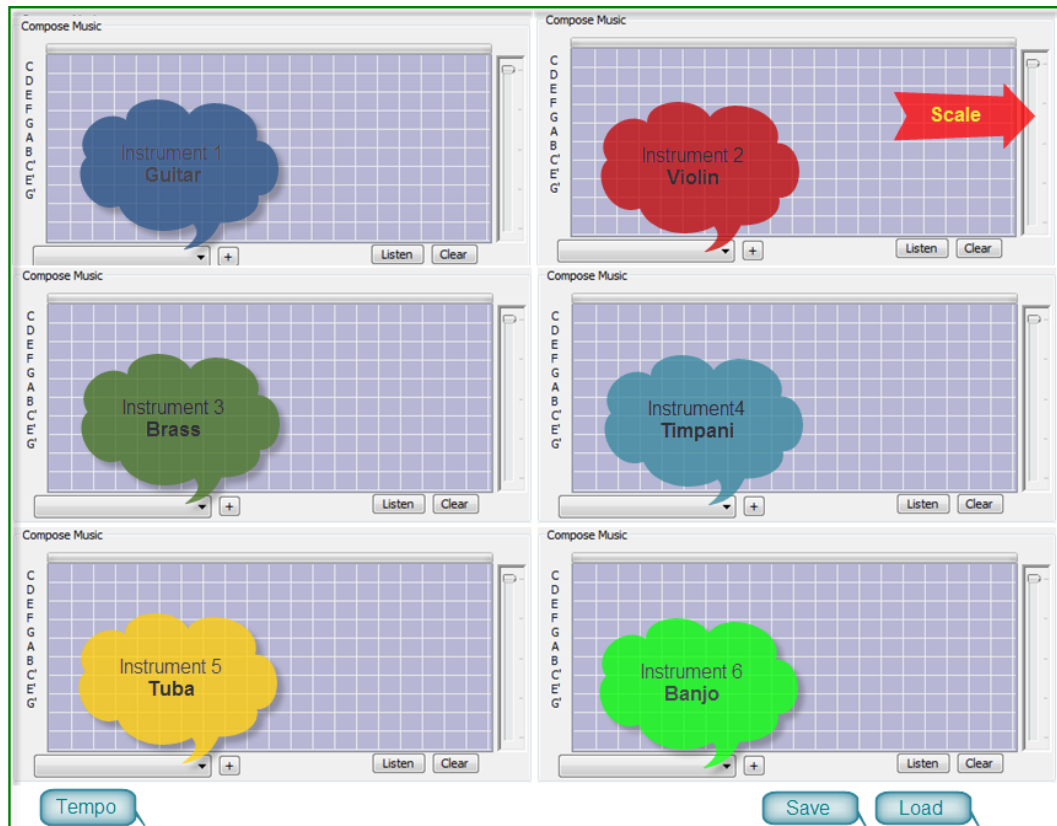 Compose Music
C
D
E
F
G
A
B
C'
E'
G'
Instrument 1
Guitar
+
Listen
Clear
Compose Music
C
D
E
F
G
A
B
C'
E'
G'
Scale
Instrument 2
Violin
+
Listen
Clear
Compose Music
C
D
E
F
G
A
B
C'
E'
G'
Instrument 3
Brass
+
Listen
Clear
Compose Music
C
D
E
F
G
A
B
C'
E'
G'
Instrument4
Timpani
+
Listen
Clear
Compose Music
C
D
E
F
G
A
B
C'
E'
G'
Instrument 5
Tuba
+
Listen
Clear
Compose Music
C
D
E
F
G
A
B
C'
E'
G'
Instrument 6
Banjo
+
Listen
Clear
Tempo
Save
Load